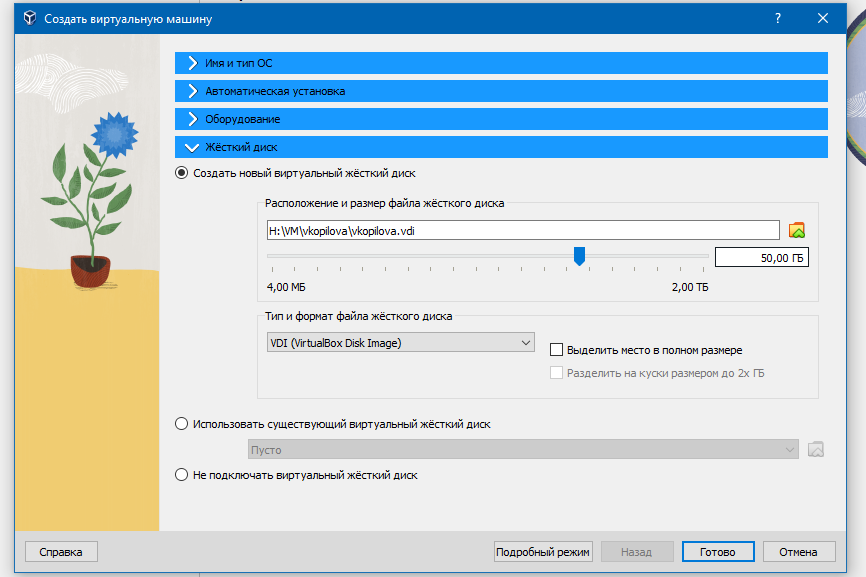 Создать виртуальную машину
?
Имя и тип ОС
Автоматическая установка
Оборудование
Жёсткий диск
Создать новый виртуальный жёсткий диск
Расположение и размер файла жёсткого диска
H:\VM\vkopilova\vkopilova.vdi
50,00 ГБ
4,00 МБ
2,00 ТБ
Тип и формат файла жёсткого диска
VDI (VirtualBox Disk Image)
Выделить место в полном размере
Разделить на куски размером до 2х ГБ
Использовать существующий виртуальный жёсткий диск
Пусто
Не подключать виртуальный жёсткий диск
Справка
Подробный режим
Назад
Готово
Отмена